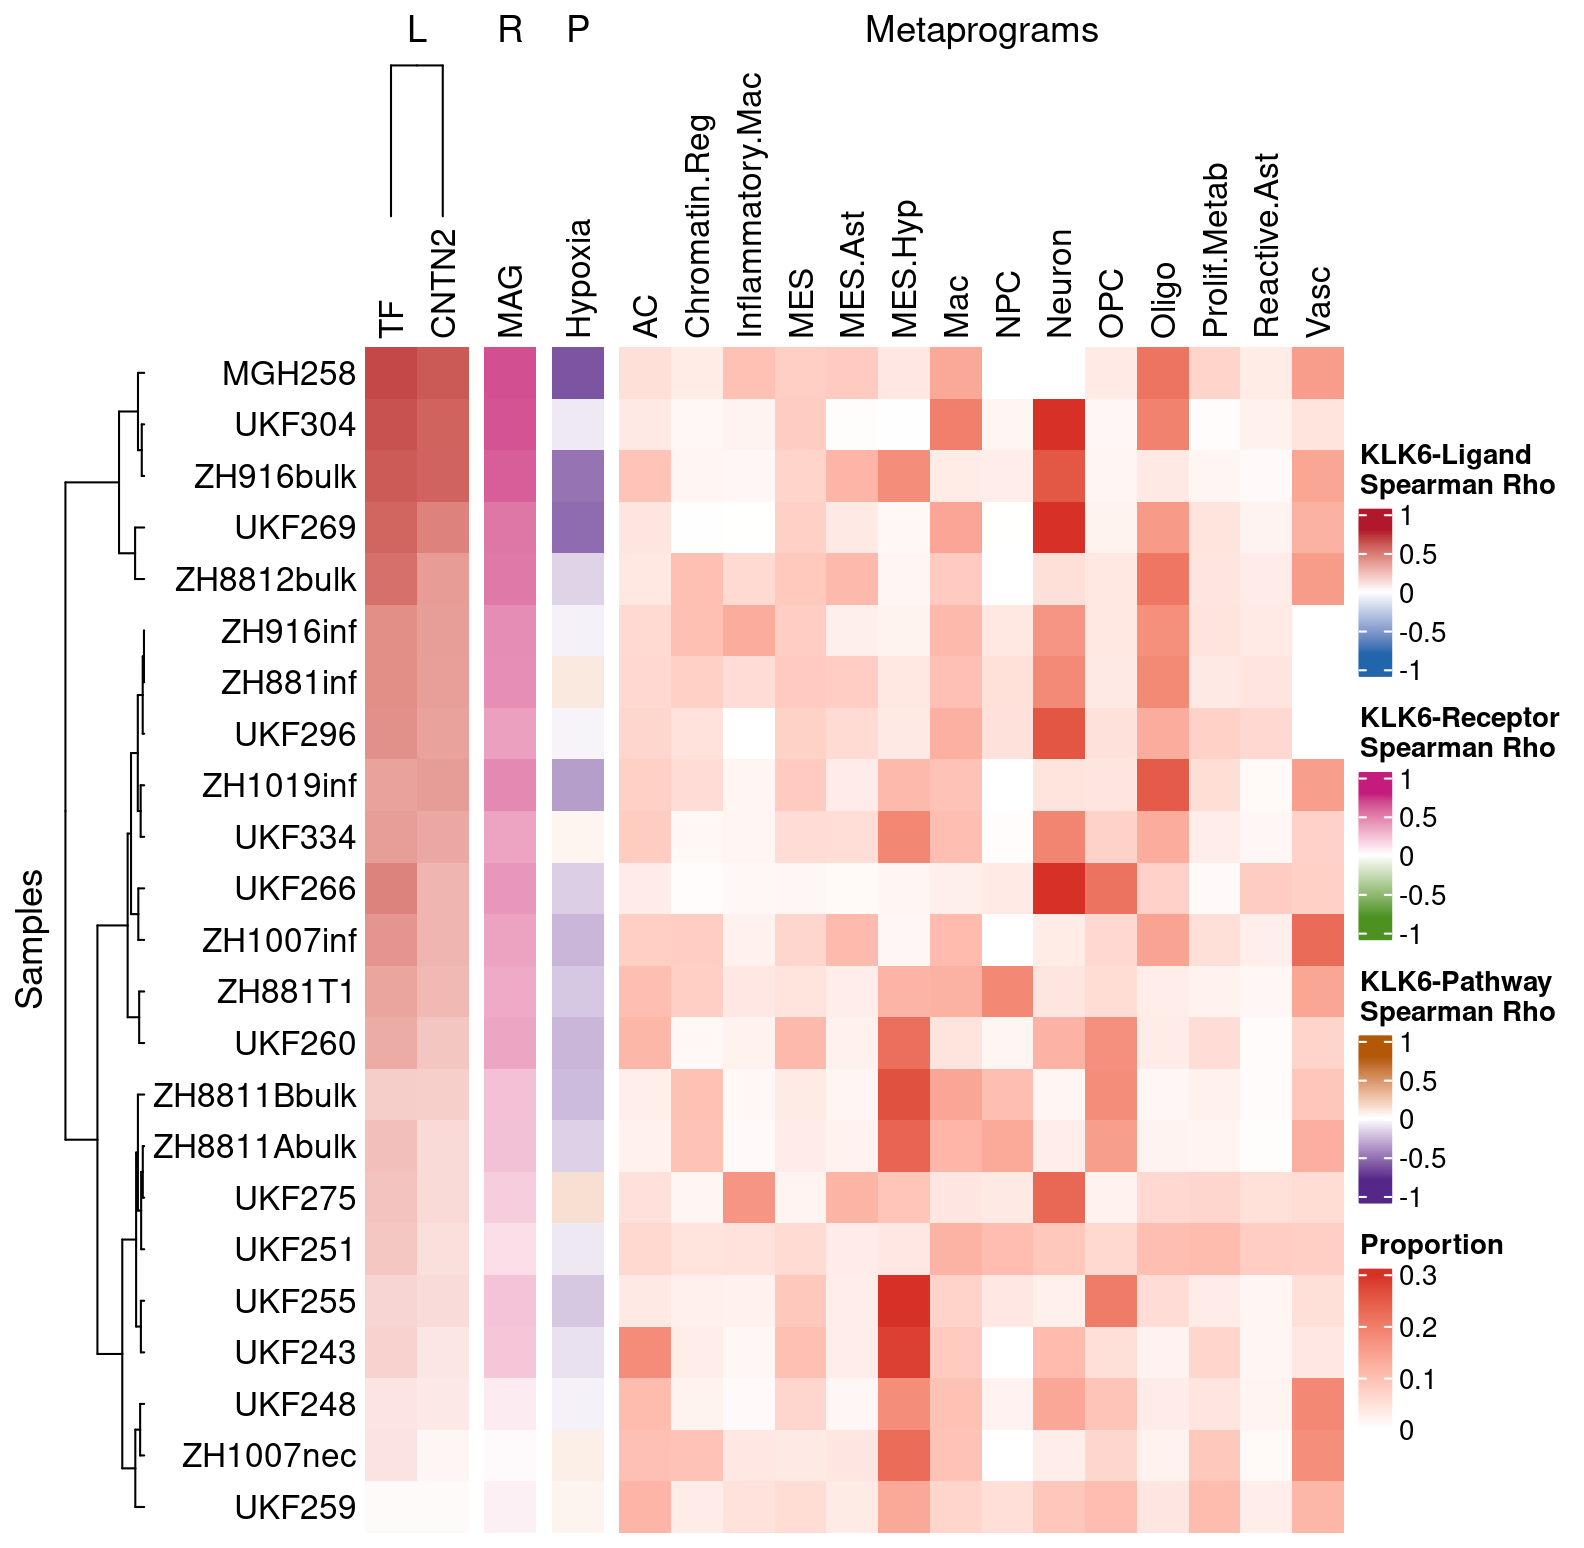 L R P Metaprograms
TF CNTN2 MAG Hypoxia AC Chromatin.Reg Inflammatory.Mac MES MES.Ast MES.Hyp Mac NPC Neuron OPC Oligo Prolif.Metab Reactive.Ast Vasc
Samples
MGH258
UKF304
ZH916bulk
UKF269
ZH8812bulk
ZH916inf
ZH881inf
UKF296
ZH1019inf
UKF334
UKF266
ZH1007inf
ZH881T1
UKF260
ZH8811Bbulk
ZH8811Abulk
UKF275
UKF251
UKF255
UKF243
UKF248
ZH1007nec
UKF259
KLK6-Ligand
Spearman Rho
1
0.5
0
-0.5
-1
KLK6-Receptor
Spearman Rho
1
0.5
0
-0.5
-1
KLK6-Pathway
Spearman Rho
1
0.5
0
-0.5
-1
Proportion
0.3
0.2
0.1
0